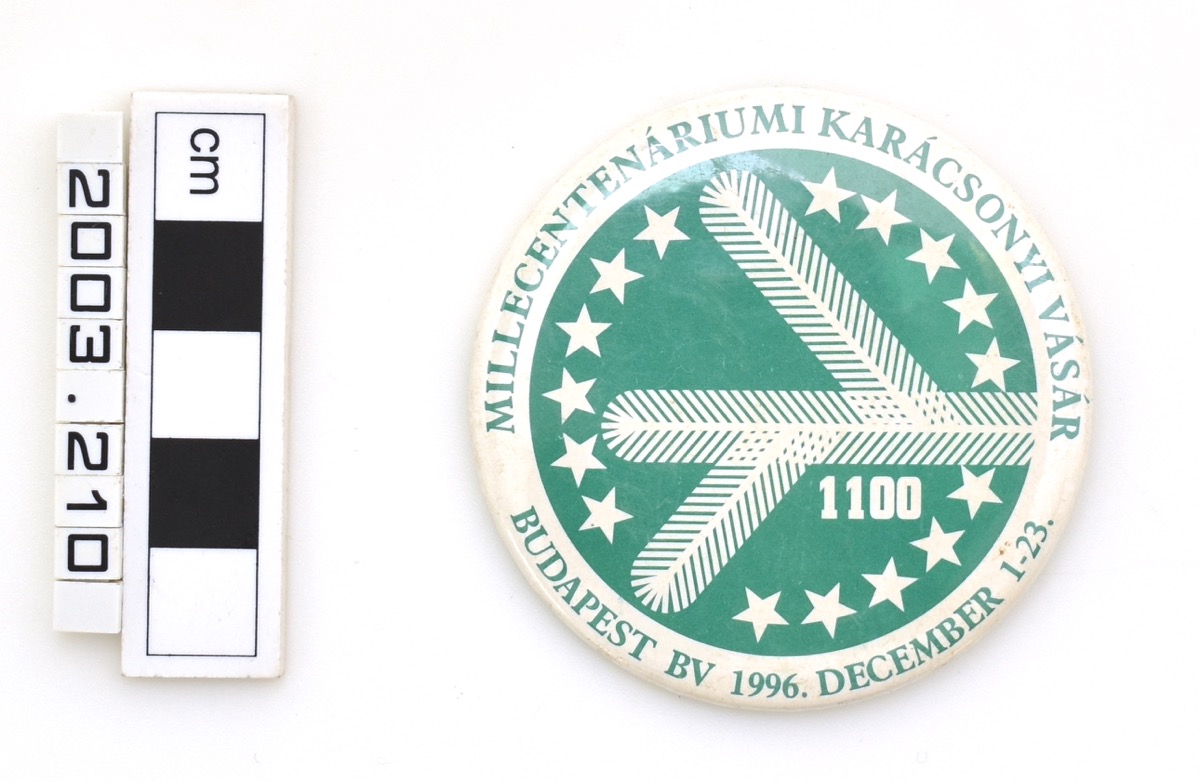 cm
2003.210
MILLECENTENÁRIUMI KARÁCSONYI VÁSÁR
1100
BUDAPEST BV 1996. DECEMBER 1-23.